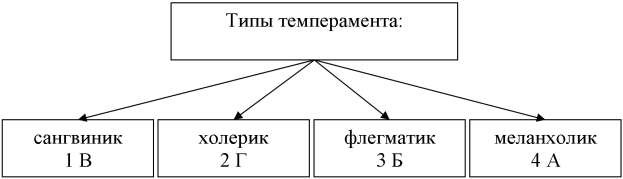 Типы темперамента:
сангвиник
1 В
холерик
2 Г
флегматик
3 Б
меланхолик
4 А